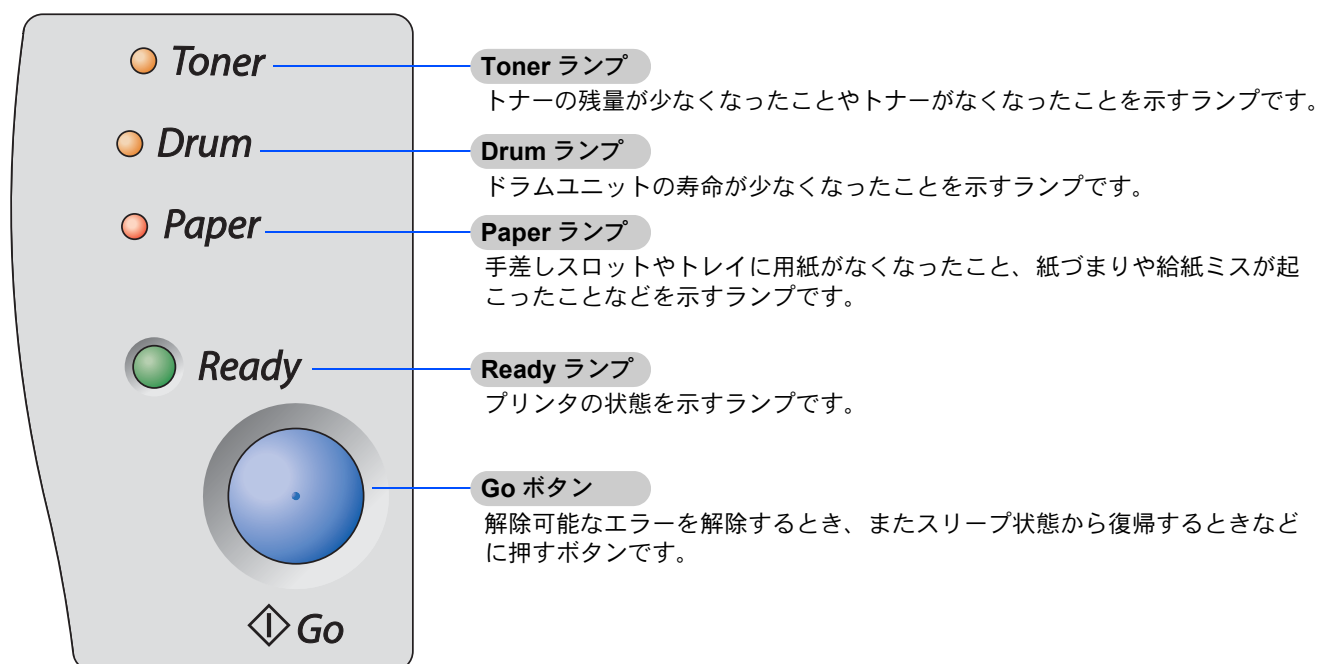 Toner
Toner ランプ
トナーの残量が少なくなったことやトナーがなくなったことを示すランプです。
Drum
Drum ランプ
ドラムユニットの寿命が少なくなったことを示すランプです。
Paper
Paper ランプ
手差しスロットやトレイに用紙がなくなったこと、紙づまりや給紙ミスが起
こったことなどを示すランプです。
Ready
Ready ランプ
プリンタの状態を示すランプです。
Go ボタン
解除可能なエラーを解除するとき、またスリープ状態から復帰するときなど
に押すボタンです。
Go